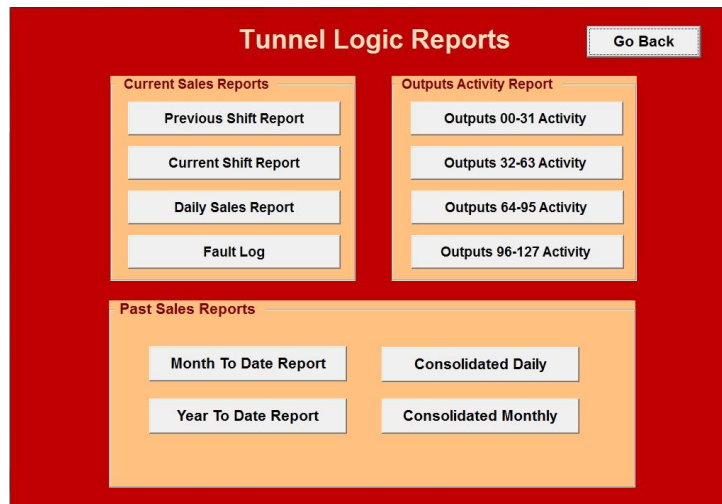 Tunnel Logic Reports
Go Back
Current Sales Reports
Previous Shift Report
Current Shift Report
Daily Sales Report
Fault Log
Outputs Activity Report
Outputs 00-31 Activity
Outputs 32-63 Activity
Outputs 64-95 Activity
Outputs 96-127 Activity
Past Sales Reports
Month To Date Report
Consolidated Daily
Year To Date Report
Consolidated Monthly